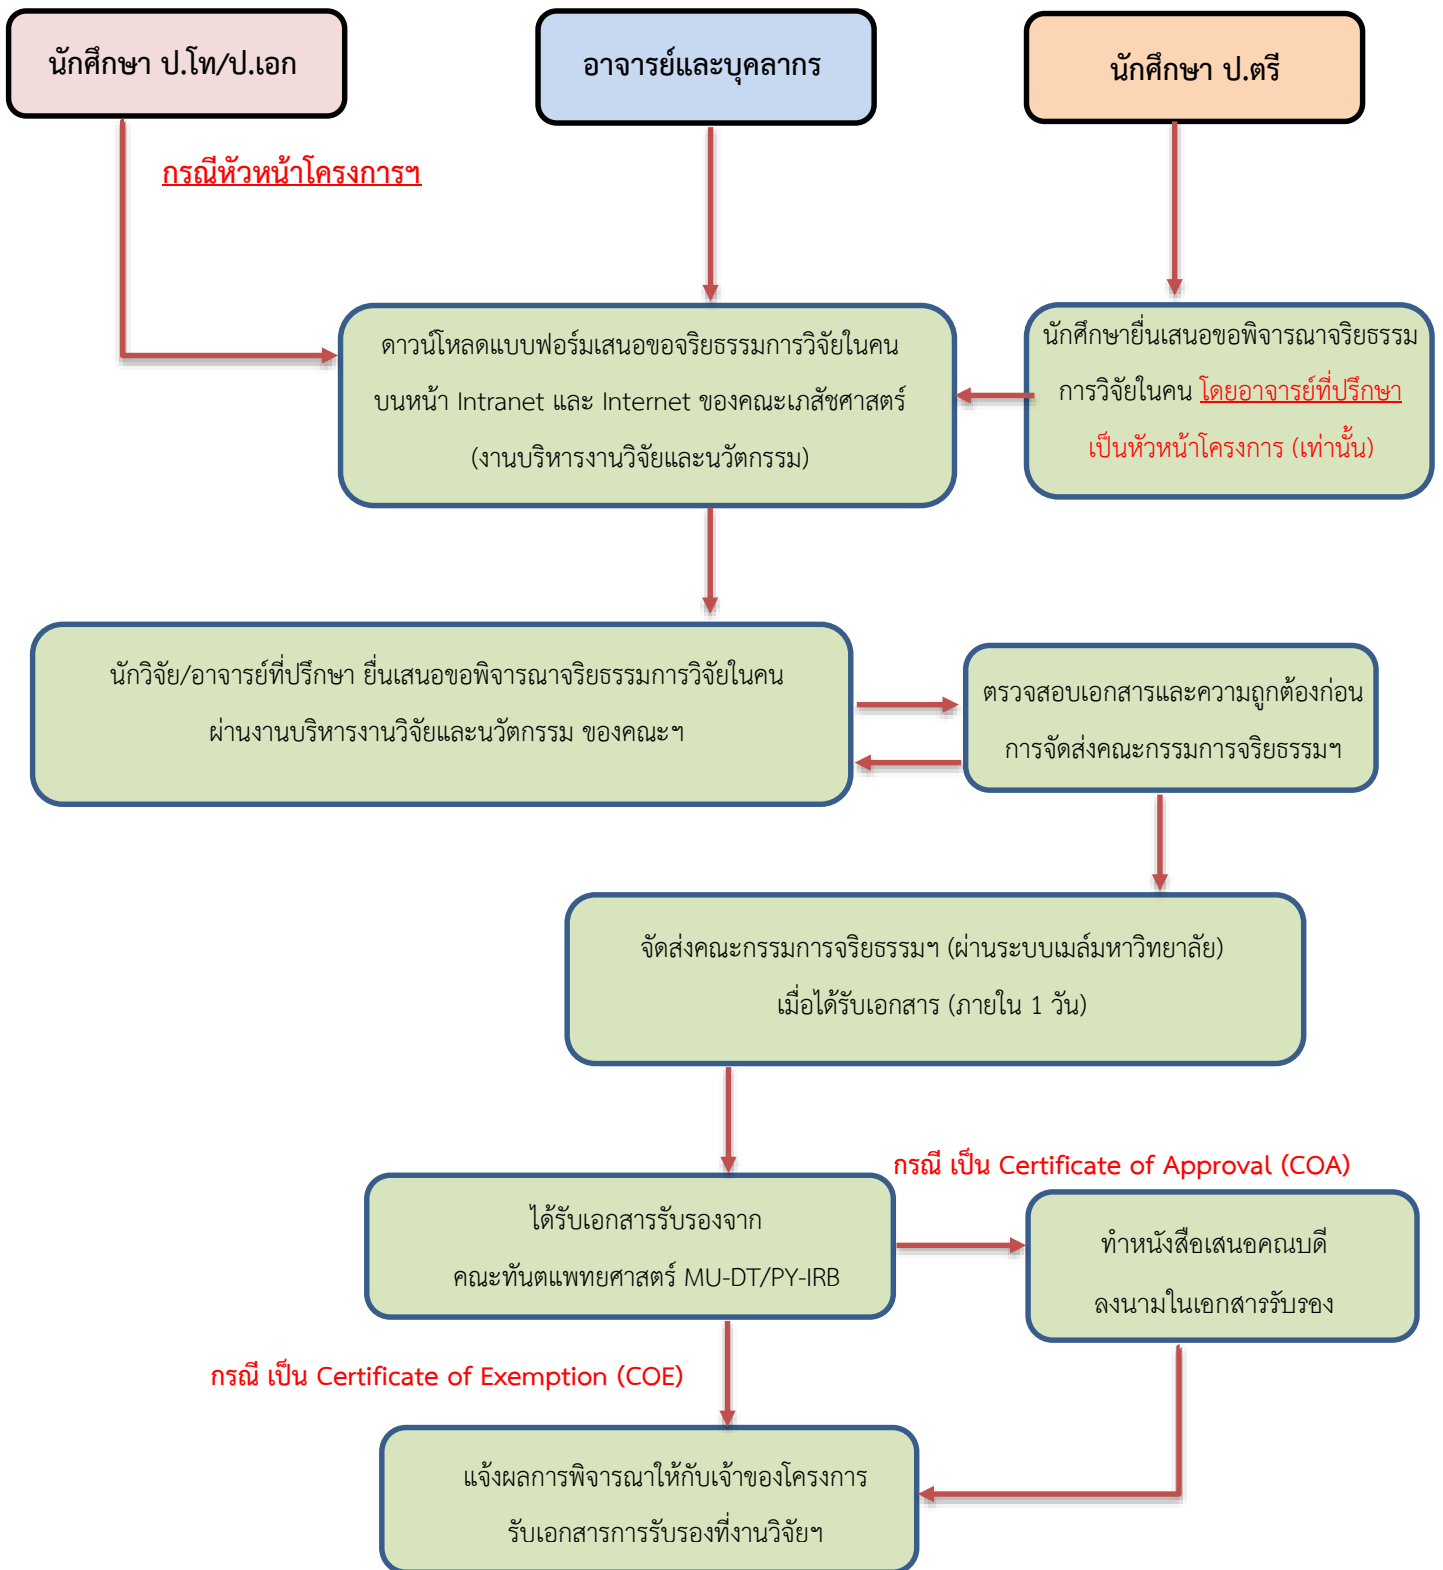 นักศึกษา ป.โท/ป.เอก
อาจารย์และบุคลากร
นักศึกษา ป.ตรี
กรณีหัวหน้าโครงการฯ
ดาวน์โหลดแบบฟอร์มเสนอขอจริยธรรมการวิจัยในคน
บนหน้า Intranet และ Internet ของคณะเภสัชศาสตร์
(งานบริหารงานวิจัยและนวัตกรรม)
นักศึกษายื่นเสนอขอพิจารณาจริยธรรม
การวิจัยในคน โดยอาจารย์ที่ปรึกษา
เป็นหัวหน้าโครงการ (เท่านั้น)
นักวิจัย/อาจารย์ที่ปรึกษา ยื่นเสนอขอพิจารณาจริยธรรมการวิจัยในคน
ผ่านงานบริหารงานวิจัยและนวัตกรรม ของคณะฯ
ตรวจสอบเอกสารและความถูกต้องก่อน
การจัดส่งคณะกรรมการจริยธรรมฯ
จัดส่งคณะกรรมการจริยธรรมฯ (ผ่านระบบเมล์มหาวิทยาลัย)
เมื่อได้รับเอกสาร (ภายใน 1 วัน)
กรณี เป็น Certificate of Approval (COA)
ได้รับเอกสารรับรองจาก
คณะทันตแพทยศาสตร์ MU-DT/PY-IRB
ทำหนังสือเสนอคณบดี
ลงนามในเอกสารรับรอง
กรณี เป็น Certificate of Exemption (COE)
แจ้งผลการพิจารณาให้กับเจ้าของโครงการ
รับเอกสารการรับรองที่งานวิจัยฯ